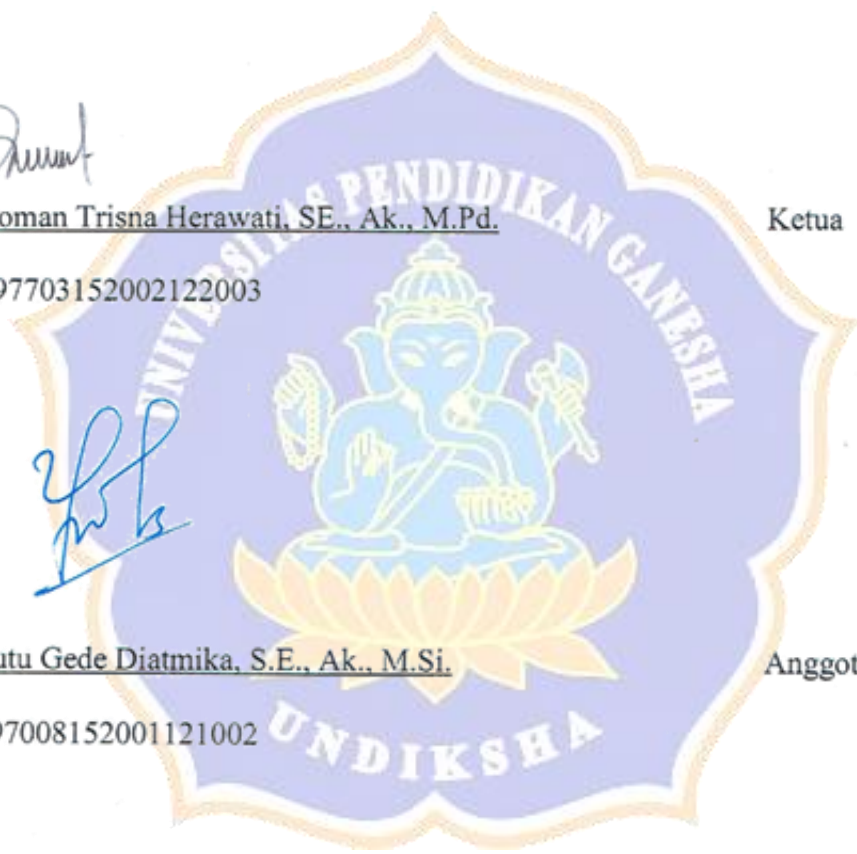 UNIVERSITAS PENDIDIKAN GANESHA
oman Trisna Herawati, SE., Ak., M.Pd. Ketua
97703152002122003
utu Gede Diatmika, S.E., Ak., M.Si. Anggot
97008152001121002
UNDIKSHA